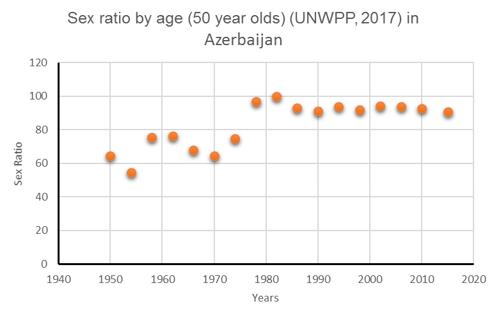 Sex ratio by age (50 year olds) (UNWPP, 2017) in
Azerbaijan
120
100
80
60
40
20
0
Sex Ratio
1940 1950 1960 1970 1980 1990 2000 2010 2020
Years